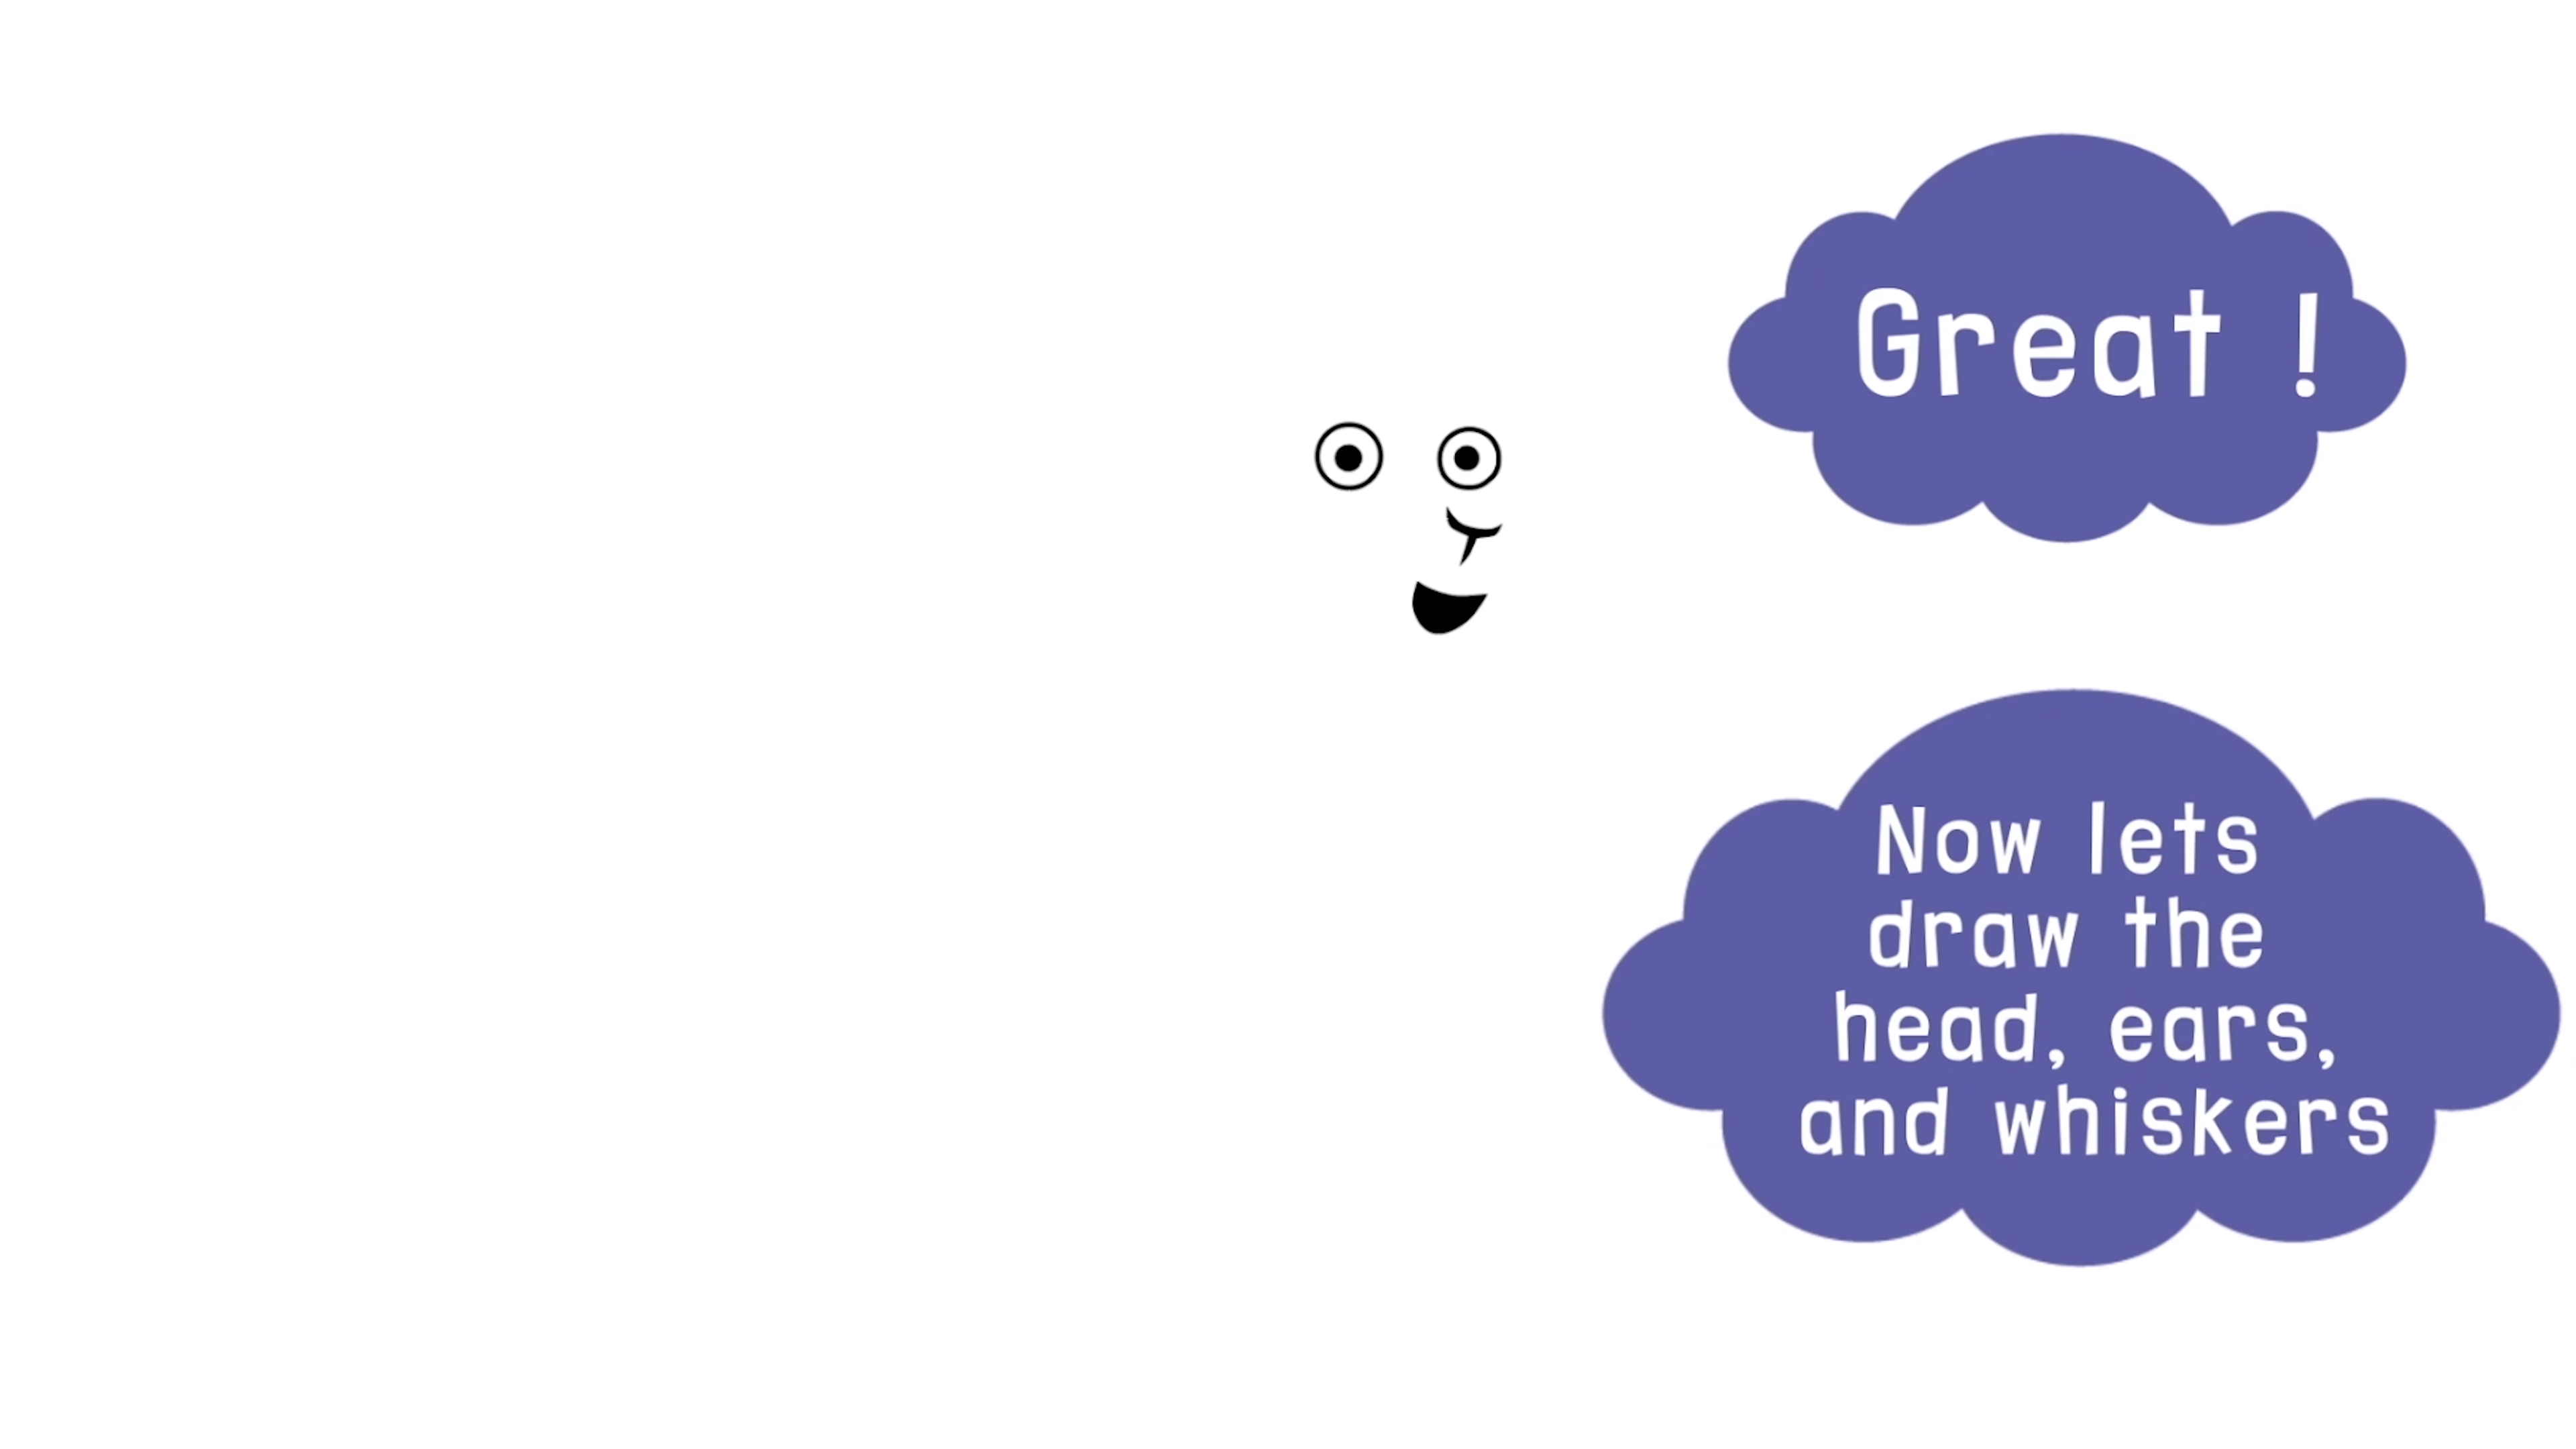 Great !
Now lets
draw the
head, ears,
and whiskers